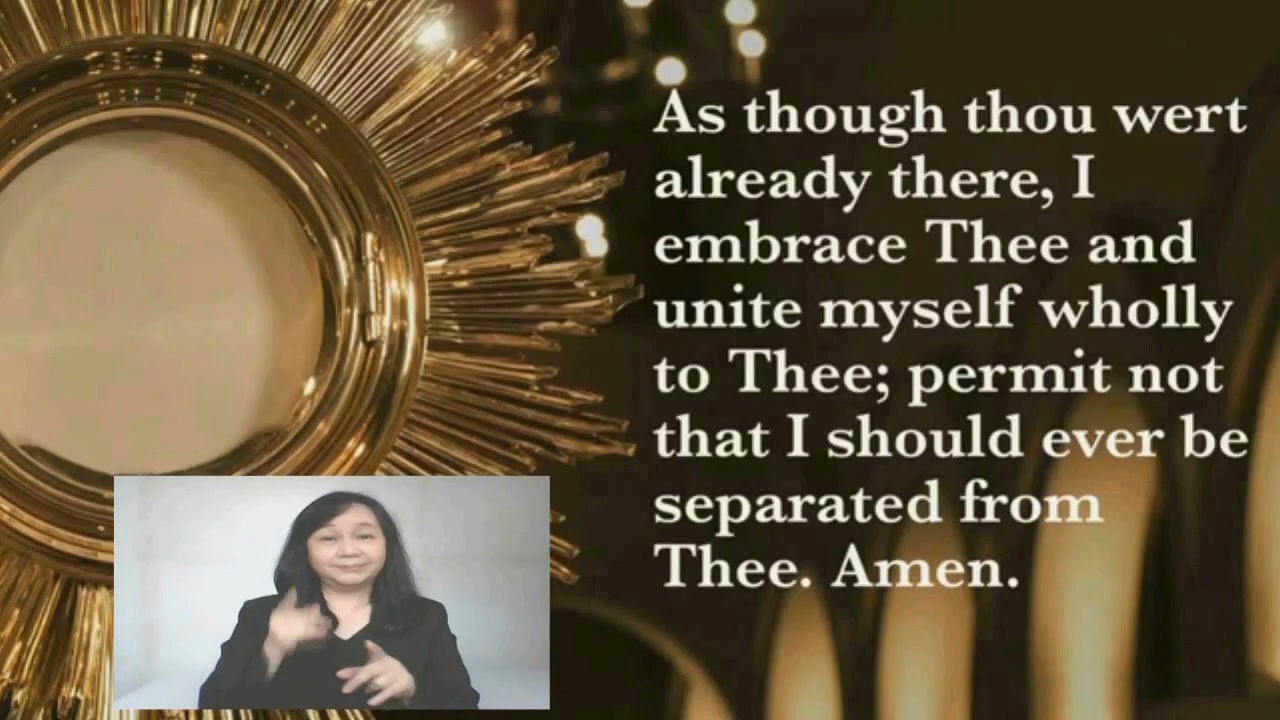 As though thou wert
already there, I
embrace Thee and
unite myself wholly
to Thee; permit not
that I should ever be
separated from
Thee. Amen.